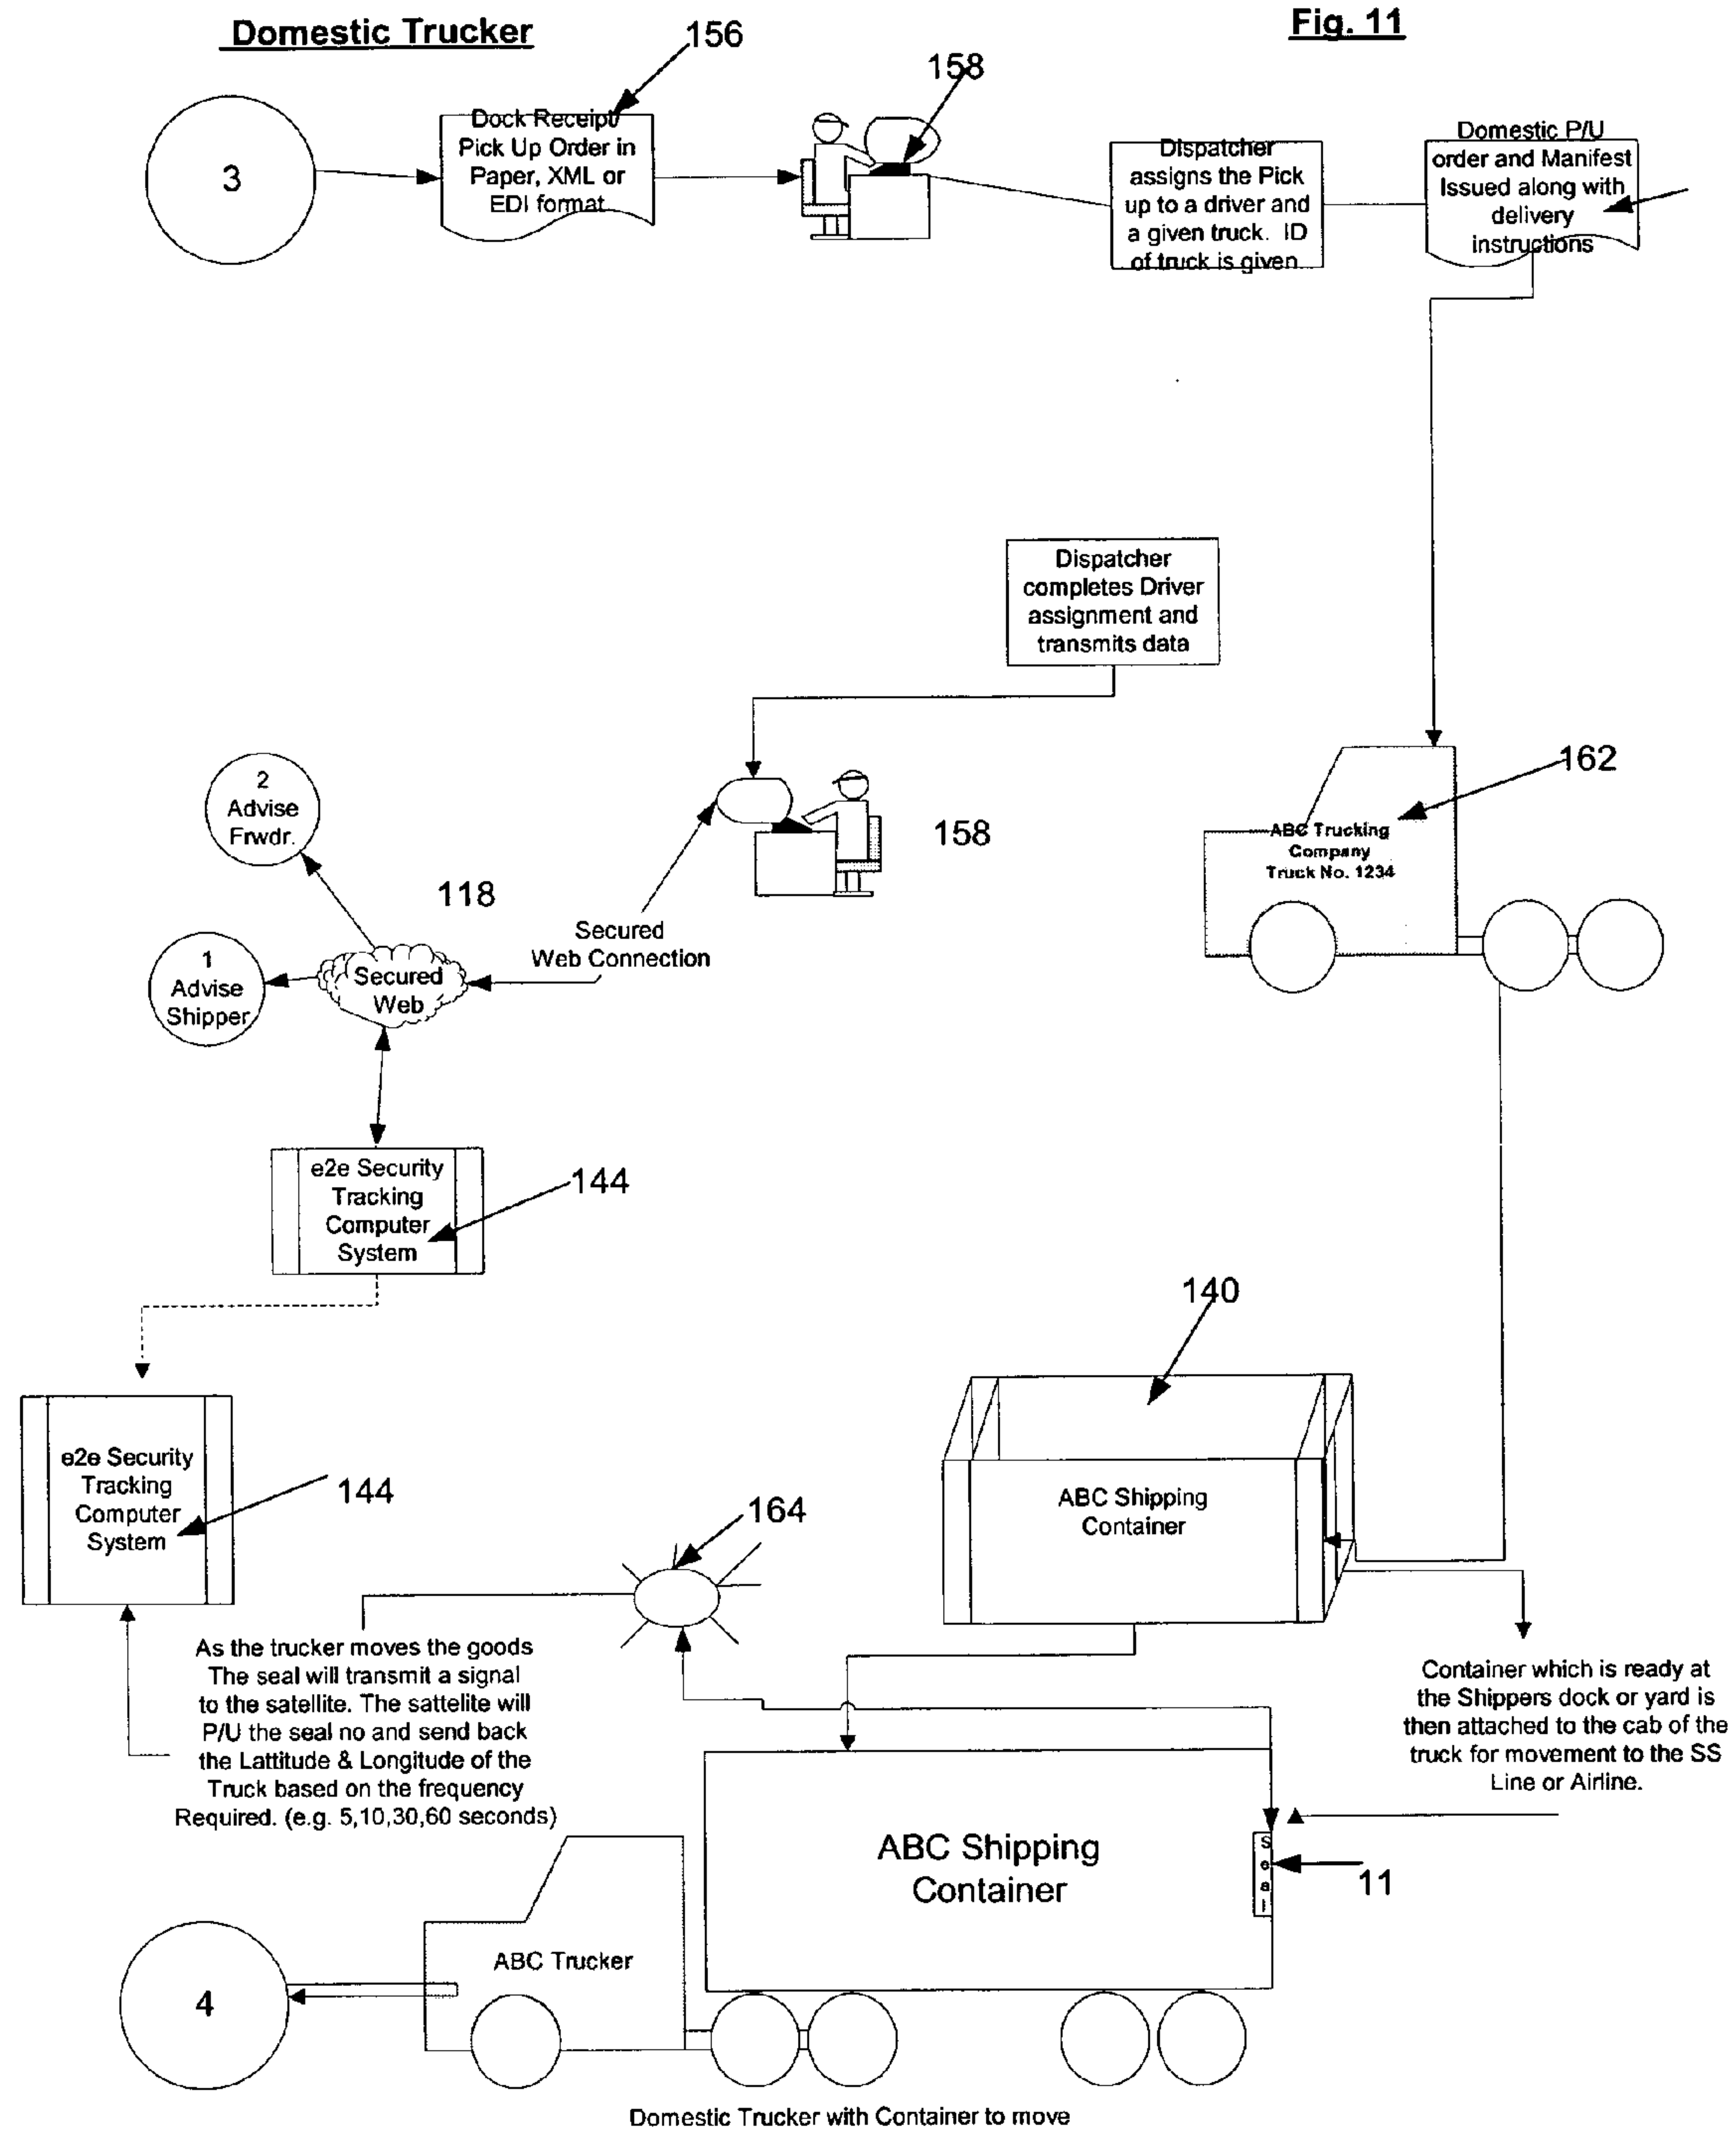 Domestic Trucker
Fig. 11
156
158
3
Dock Receipt/
Pick Up Order in
Paper, XML or
EDI format
Dispatcher
assigns the Pick
up to a driver and
a given truck. ID
of truck is given
Domestic P/U
order and Manifest
Issued along with
delivery
instructions
Dispatcher
completes Driver
assignment and
transmits data
162
ABC Trucking
Company
Truck No. 1234
2
Advise
Frwdr.
158
118
Secured
Web Connection
1
Advise
Shipper
Secured
Web
e2e Security
Tracking
Computer
System
144
140
e2e Security
Tracking
Computer
System
144
164
ABC Shipping
Container
As the trucker moves the goods
The seal will transmit a signal
to the satellite. The sattelite will
P/U the seal no and send back
the Lattitude & Longitude of the
Truck based on the frequency
Required. (e.g. 5,10,30,60 seconds)
Container which is ready at
the Shippers dock or yard is
then attached to the cab of the
truck for movement to the SS
Line or Airline.
ABC Shipping
Container
S
e
a
l
11
ABC Trucker
4
Domestic Trucker with Container to move